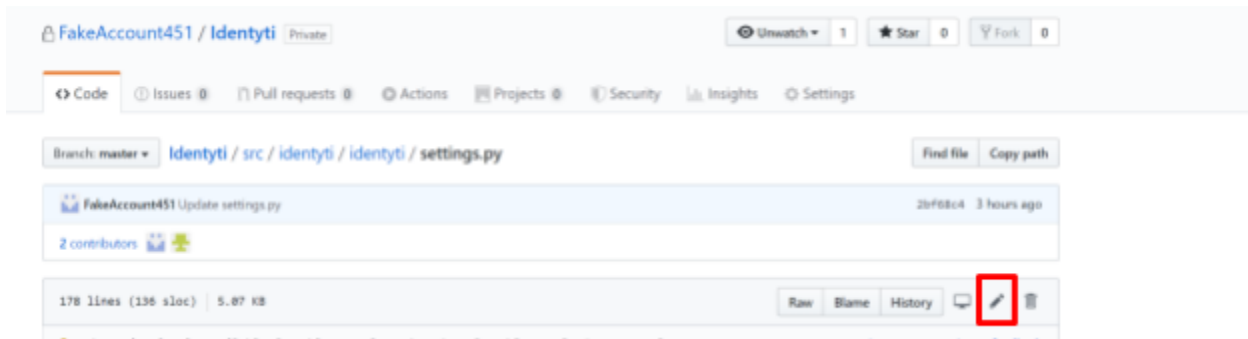 FakeAccount451 / Identyti Private Unwatch 1 Star 0 Fork 0
Code Issues 0 Pull requests 0 Actions Projects 0 Security Insights Settings
Branch: master Identyti / src / identyti / identyti / settings.py Find file Copy path
FakeAccount451 Update settings.py 2bf68c4 3 hours ago
2 contributors
178 lines (136 sloc) 5.07 KB Raw Blame History